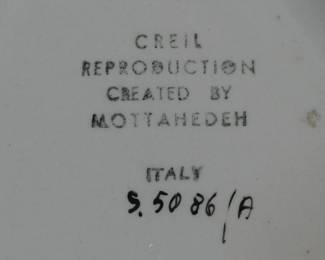 CREIL
REPRODUCTION
CREATED BY
MOTTAHEDEH
ITALY
S. 5086/A